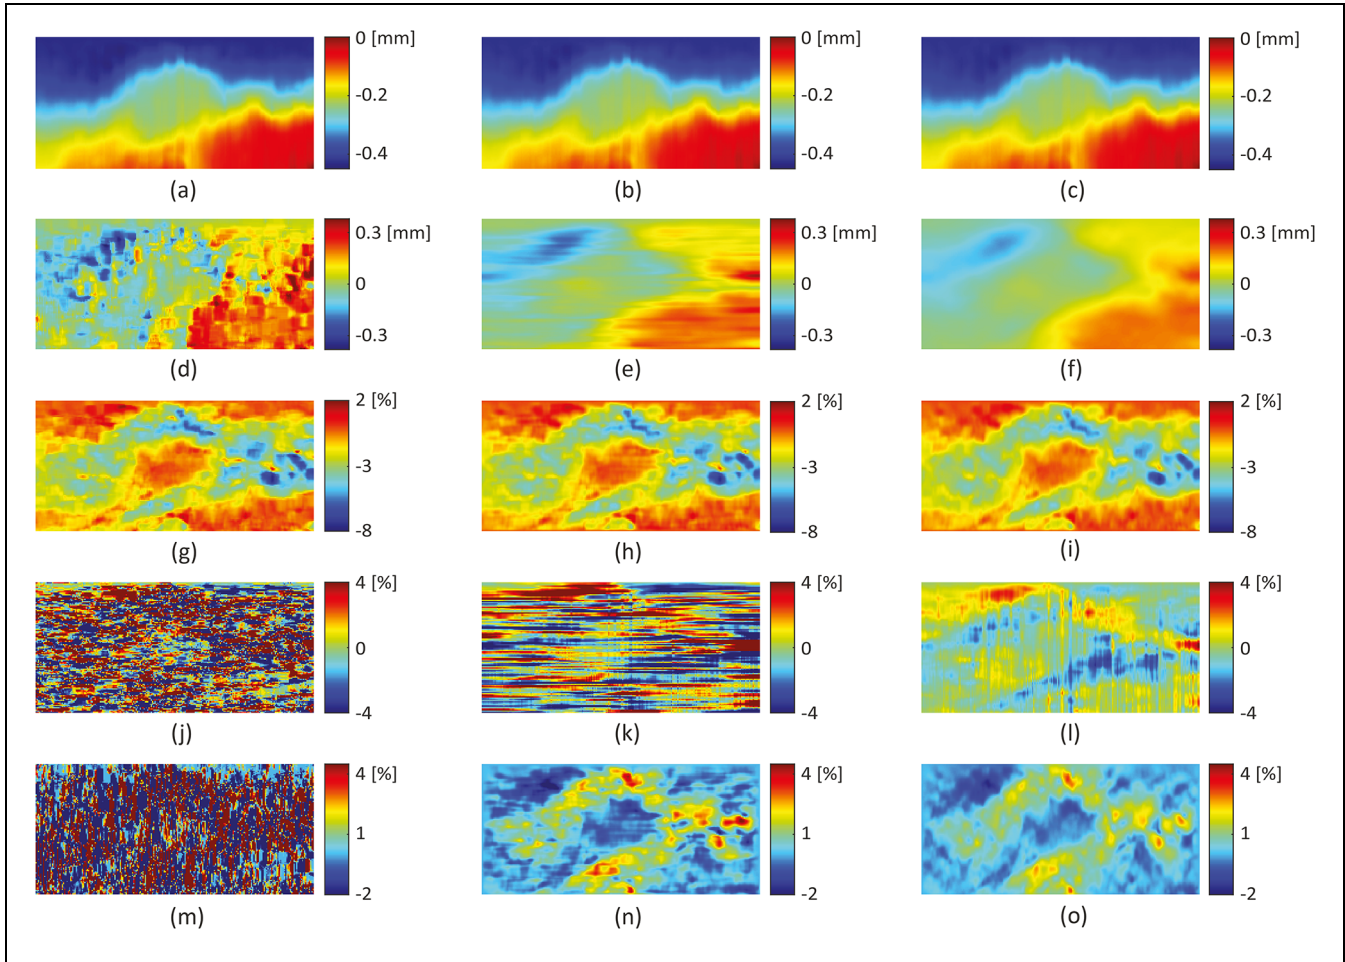 0 [mm]
-0.2
-0.4
(a)
0 [mm]
-0.2
-0.4
(b)
0 [mm]
-0.2
-0.4
(c)
0.3 [mm]
0
-0.3
(d)
0.3 [mm]
0
-0.3
(e)
0.3 [mm]
0
-0.3
(f)
2 [%]
-3
-8
(g)
2 [%]
-3
-8
(h)
2 [%]
-3
-8
(i)
4 [%]
0
-4
(j)
4 [%]
0
-4
(k)
4 [%]
0
-4
(l)
4 [%]
1
-2
(m)
4 [%]
1
-2
(n)
4 [%]
1
-2
(o)